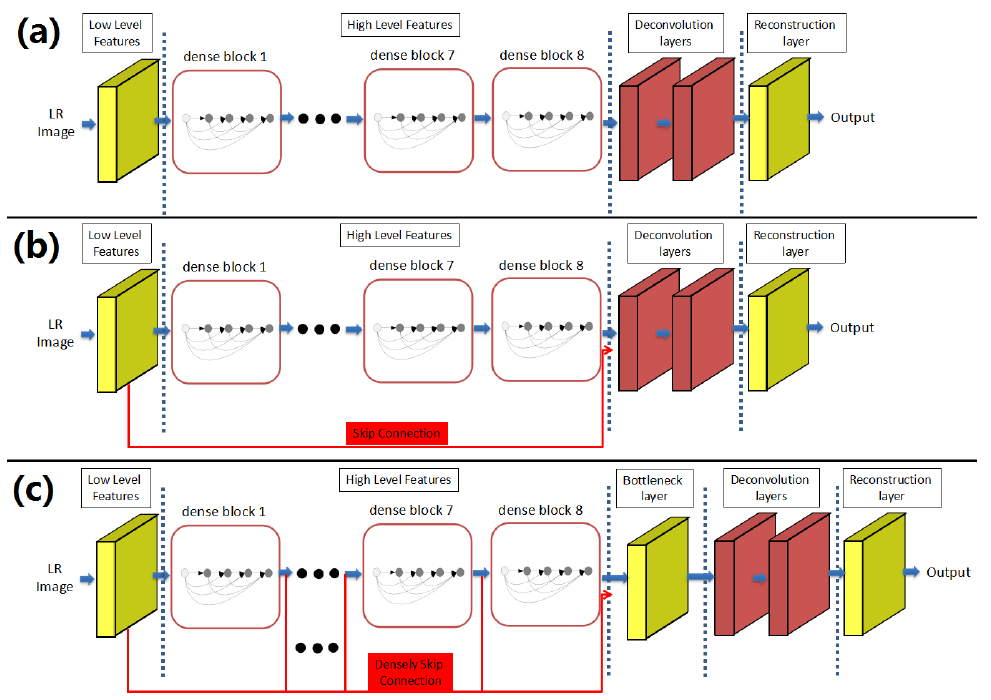 (a)
Low Level
Features
High Level Features
Deconvolution
layers
Reconstruction
layer
dense block 1
dense block 7
dense block 8
LR
Image
Output
(b)
Low Level
Features
High Level Features
Deconvolution
layers
Reconstruction
layer
dense block 1
dense block 7
dense block 8
LR
Image
Output
Skip Connection
(c)
Low Level
Features
High Level Features
Bottleneck
layer
Deconvolution
layers
Reconstruction
layer
dense block 1
dense block 7
dense block 8
LR
Image
Output
Densely Skip
Connection